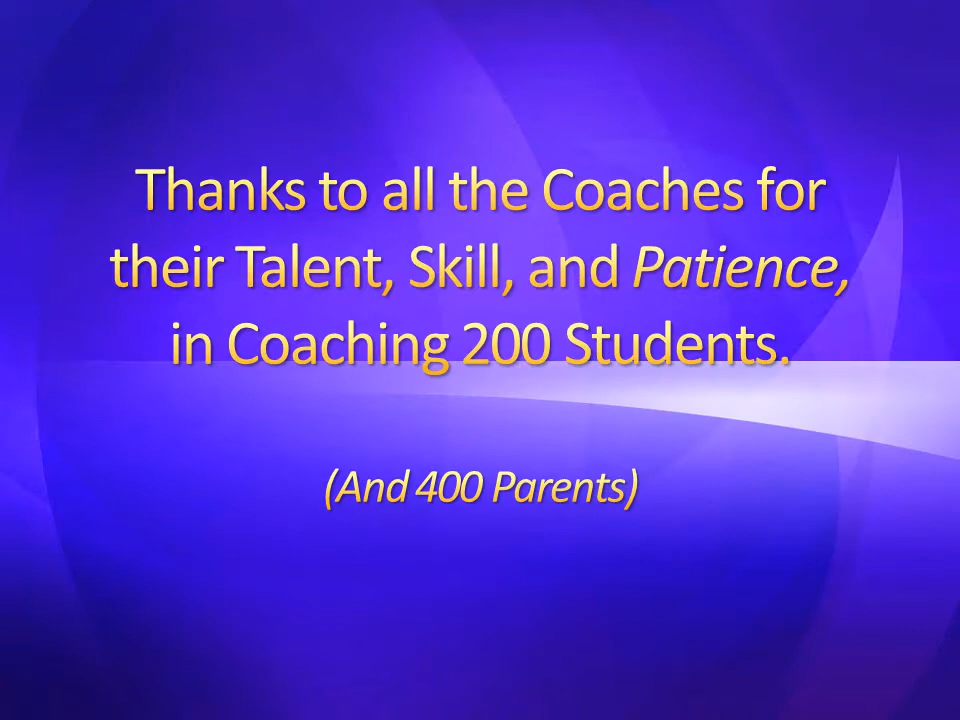 Thanks to all the Coaches for
their Talent, Skill, and Patience,
in Coaching 200 Students.
(And 400 Parents)